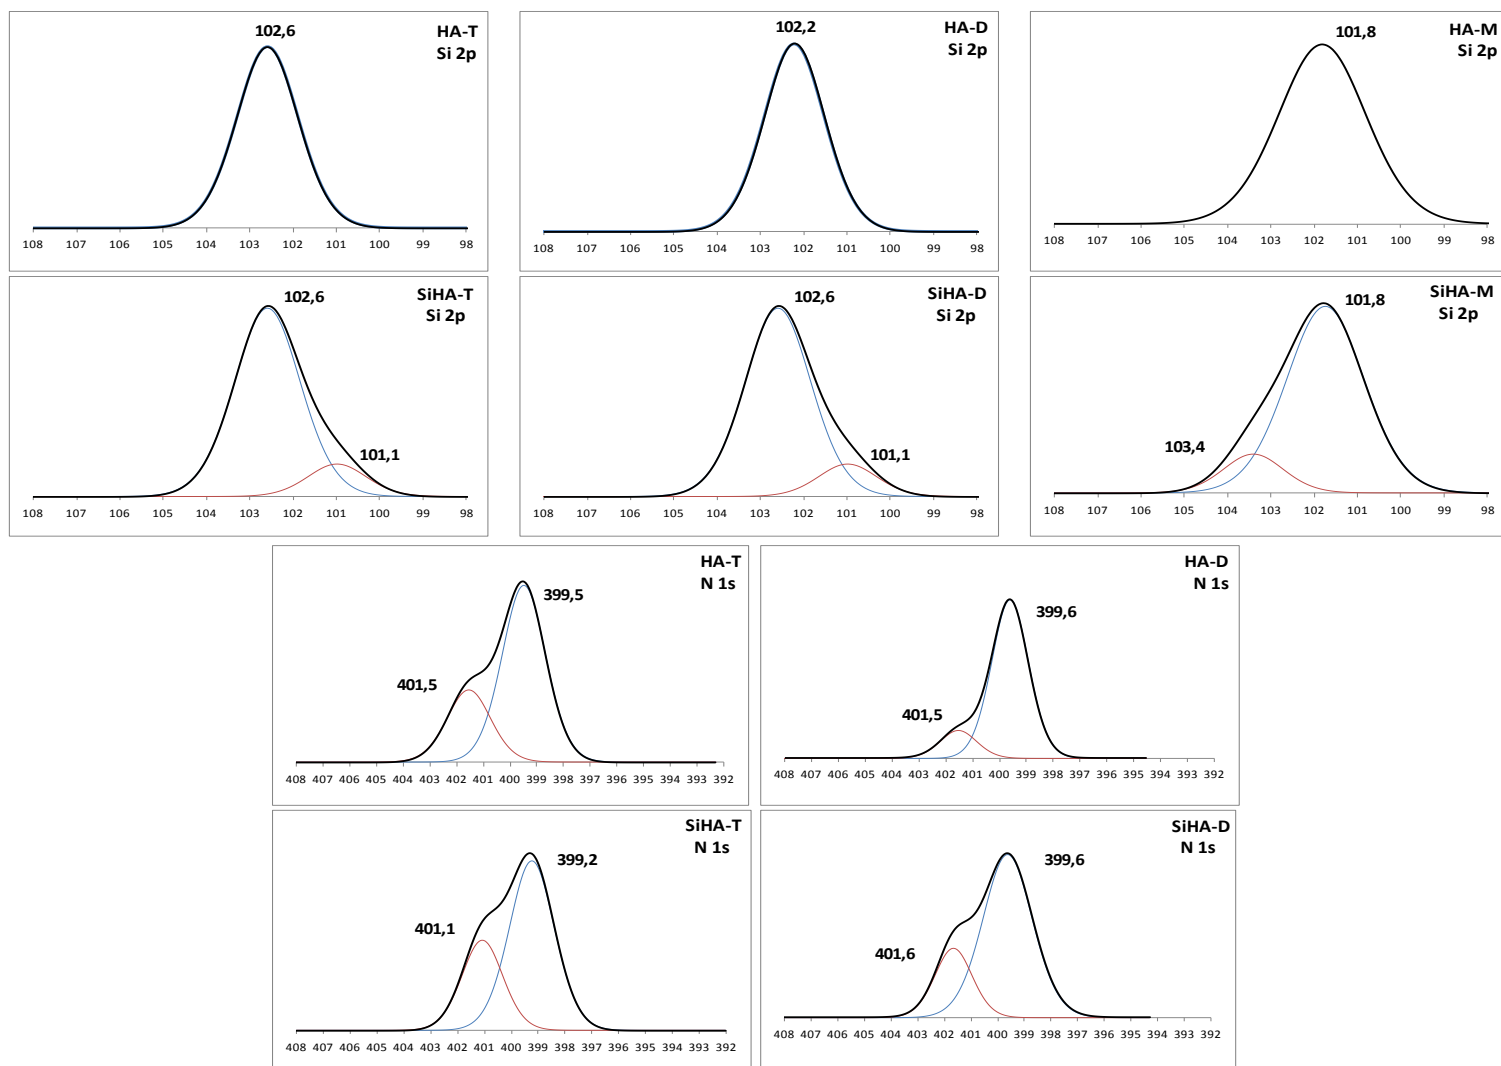 HA-T
Si 2p
102,6
108 107 106 105 104 103 102 101 100 99 98
HA-D
Si 2p
102,2
108 107 106 105 104 103 102 101 100 99 98
HA-M
Si 2p
101,8
108 107 106 105 104 103 102 101 100 99 98
SiHA-T
Si 2p
102,6
101,1
108 107 106 105 104 103 102 101 100 99 98
SiHA-D
Si 2p
102,6
101,1
108 107 106 105 104 103 102 101 100 99 98
SiHA-M
Si 2p
101,8
103,4
108 107 106 105 104 103 102 101 100 99 98
HA-T
N 1s
399,5
401,5
408 407 406 405 404 403 402 401 400 399 398 397 396 395 394 393 392
HA-D
N 1s
399,6
401,5
408 407 406 405 404 403 402 401 400 399 398 397 396 395 394 393 392
SiHA-T
N 1s
399,2
401,1
408 407 406 405 404 403 402 401 400 399 398 397 396 395 394 393 392
SiHA-D
N 1s
399,6
401,6
408 407 406 405 404 403 402 401 400 399 398 397 396 395 394 393 392